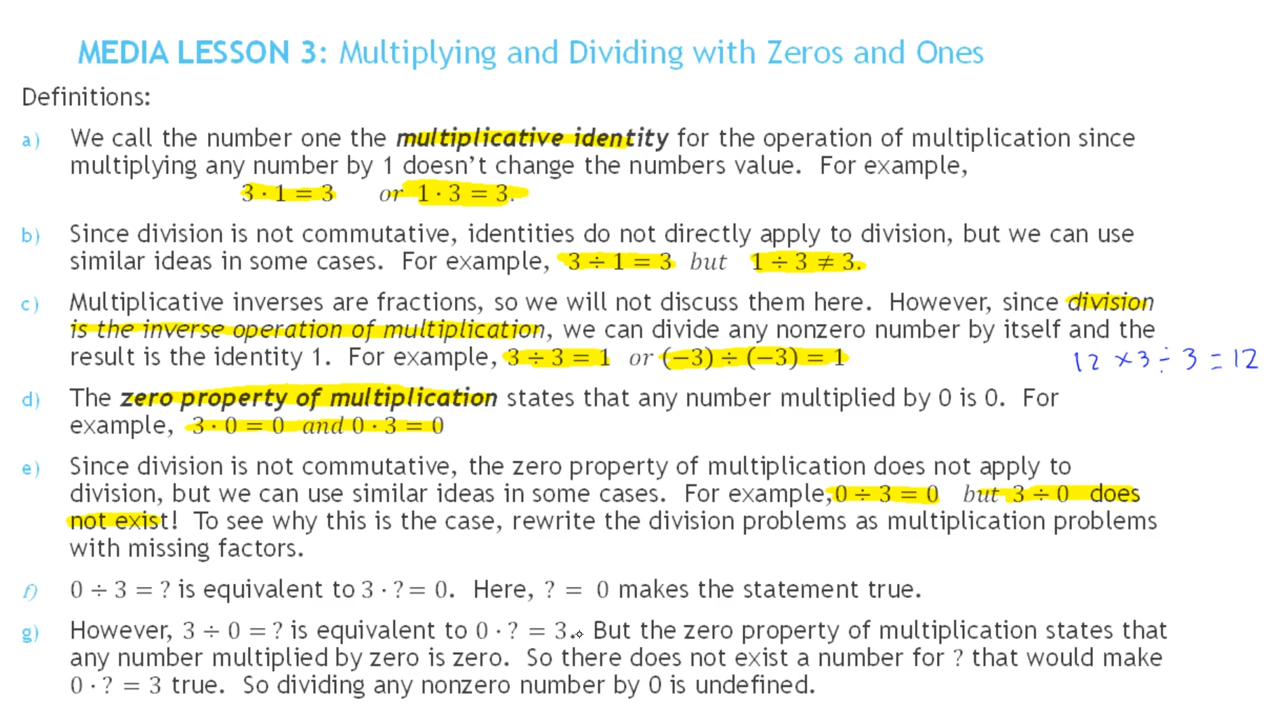 MEDIA LESSON 3: Multiplying and Dividing with Zeros and Ones
Definitions:
a) We call the number one the multiplicative identity for the operation of multiplication since
multiplying any number by 1 doesn't change the numbers value. For example,
3 · 1 = 3 or 1 · 3 = 3.
b) Since division is not commutative, identities do not directly apply to division, but we can use
similar ideas in some cases. For example, 3 ÷ 1 = 3 but 1 ÷ 3 ≠ 3.
c) Multiplicative inverses are fractions, so we will not discuss them here. However, since division
is the inverse operation of multiplication, we can divide any nonzero number by itself and the
result is the identity 1. For example, 3 ÷ 3 = 1 or (−3) ÷ (−3) = 1
12 × 3 ÷ 3 = 12
d) The zero property of multiplication states that any number multiplied by 0 is 0. For
example, 3 · 0 = 0 and 0 · 3 = 0
e) Since division is not commutative, the zero property of multiplication does not apply to
division, but we can use similar ideas in some cases. For example, 0 ÷ 3 = 0 but 3 ÷ 0 does
not exist! To see why this is the case, rewrite the division problems as multiplication problems
with missing factors.
f) 0 ÷ 3 = ? is equivalent to 3 · ? = 0. Here, ? = 0 makes the statement true.
g) However, 3 ÷ 0 = ? is equivalent to 0 · ? = 3. But the zero property of multiplication states that
any number multiplied by zero is zero. So there does not exist a number for ? that would make
0 · ? = 3 true. So dividing any nonzero number by 0 is undefined.